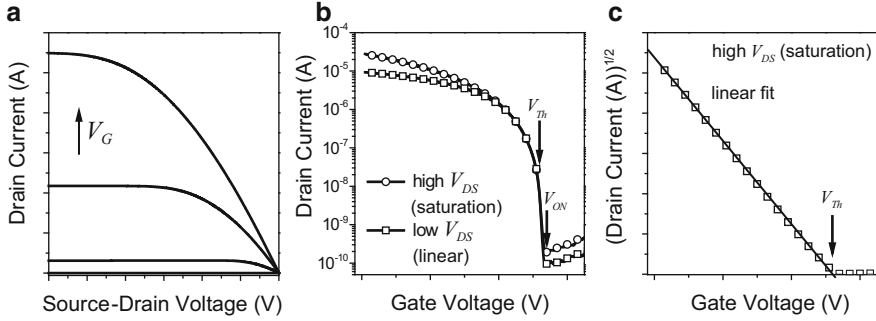 a
Drain Current (A)
V_G
Source-Drain Voltage (V)
b
Drain Current (A)
10^-4
10^-5
10^-6
10^-7
10^-8
10^-9
10^-10
V_Th
V_ON
high V_DS
(saturation)
low V_DS
(linear)
Gate Voltage (V)
c
(Drain Current (A))^1/2
high V_DS (saturation)
linear fit
V_Th
Gate Voltage (V)